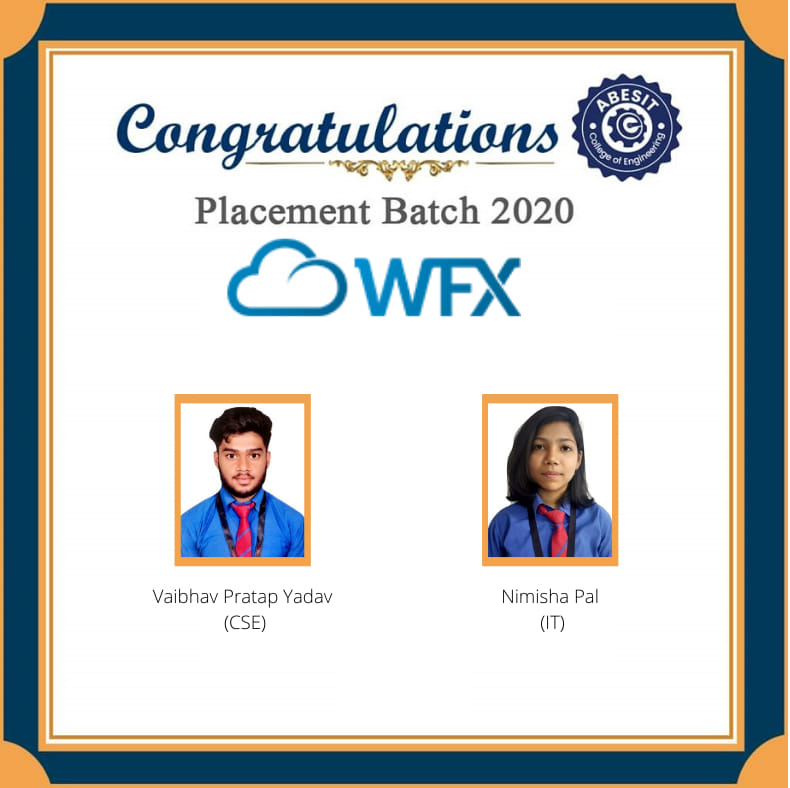 Congratulations
ABESIT
College of Engineering
Placement Batch 2020
WFX
Vaibhav Pratap Yadav
(CSE)
Nimisha Pal
(IT)